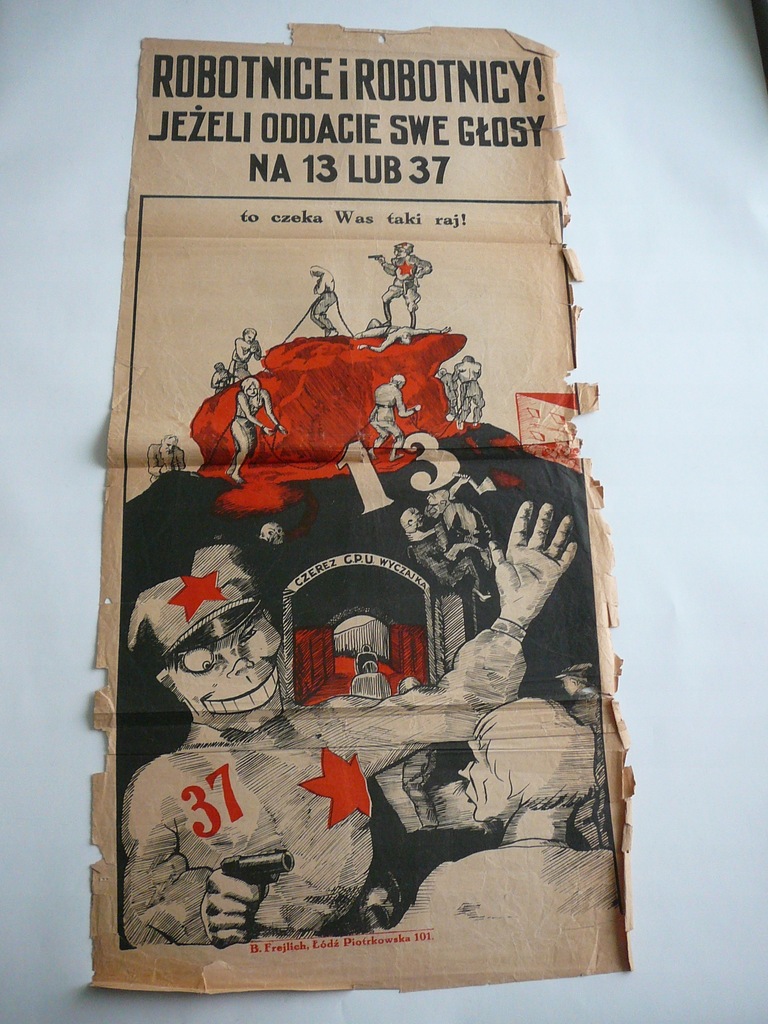 ROBOTNICE i ROBOTNICY!
JEŻELI ODDACIE SWE GŁOSY
NA 13 LUB 37
to czeka Was taki raj!
13
CZEREZ G.P.U. WYCZAJKA
37
B. Frejlich, Łódź Piotrkowska 101.